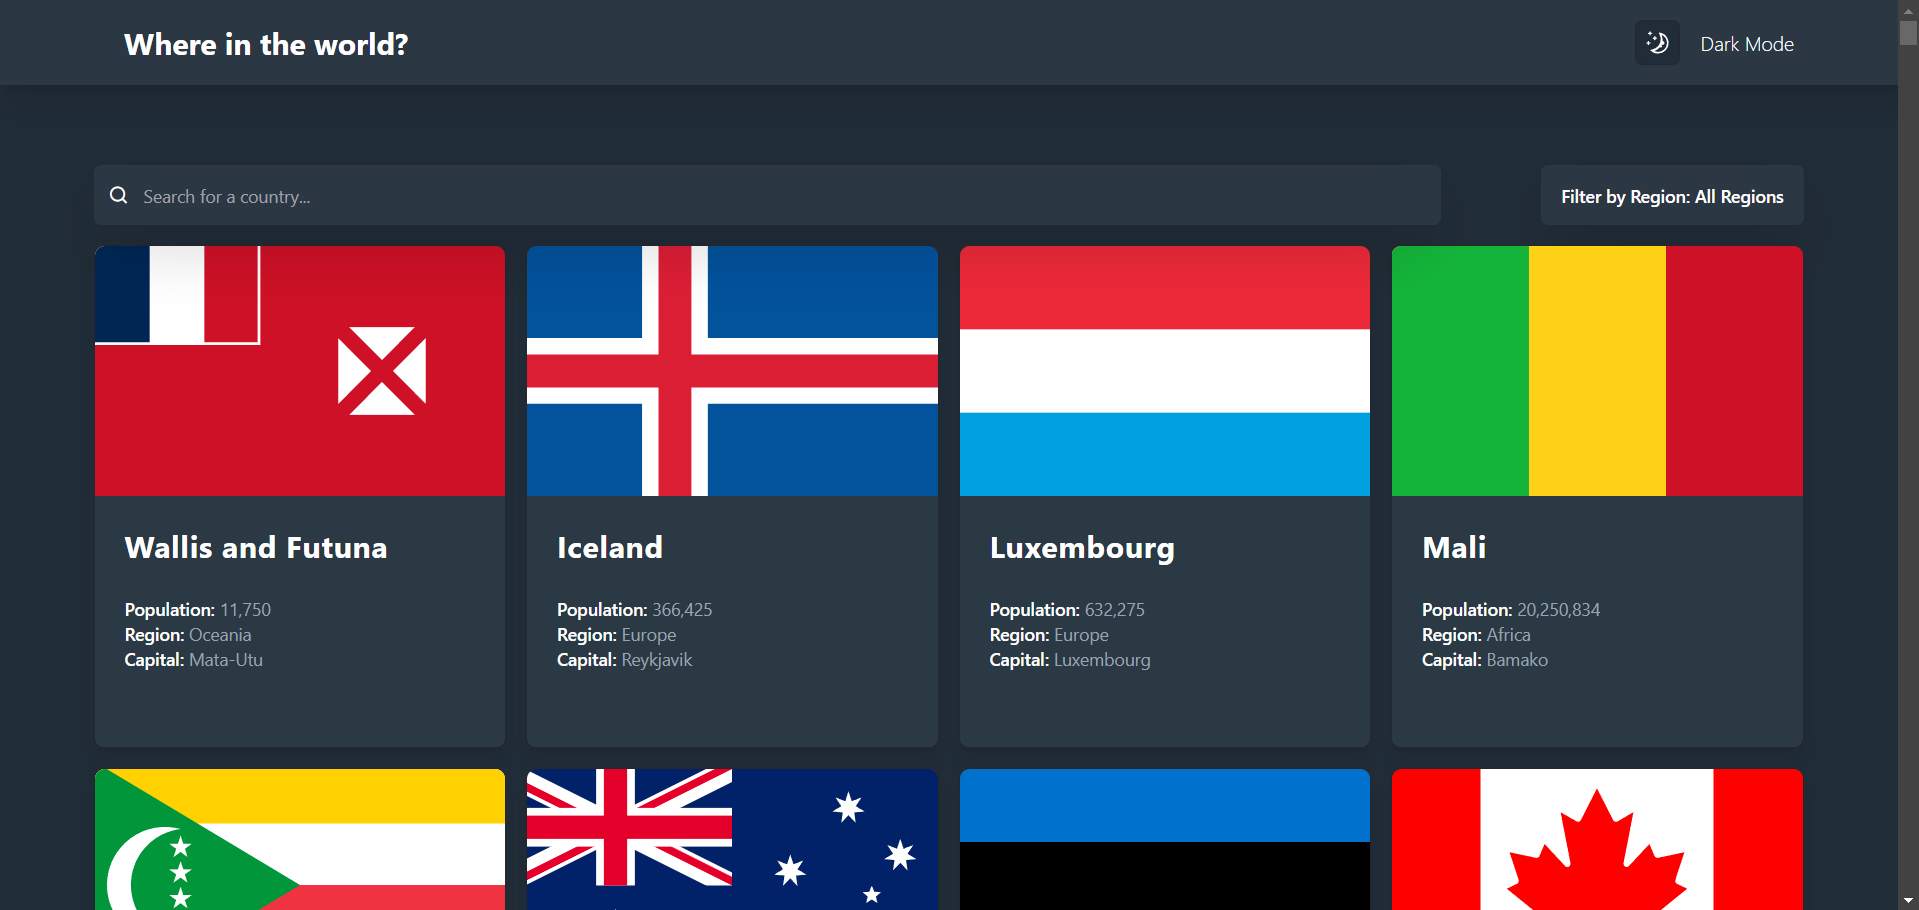 Where in the world?
Dark Mode
Search for a country...
Filter by Region: All Regions
Wallis and Futuna
Population: 11,750
Region: Oceania
Capital: Mata-Utu
Iceland
Population: 366,425
Region: Europe
Capital: Reykjavik
Luxembourg
Population: 632,275
Region: Europe
Capital: Luxembourg
Mali
Population: 20,250,834
Region: Africa
Capital: Bamako